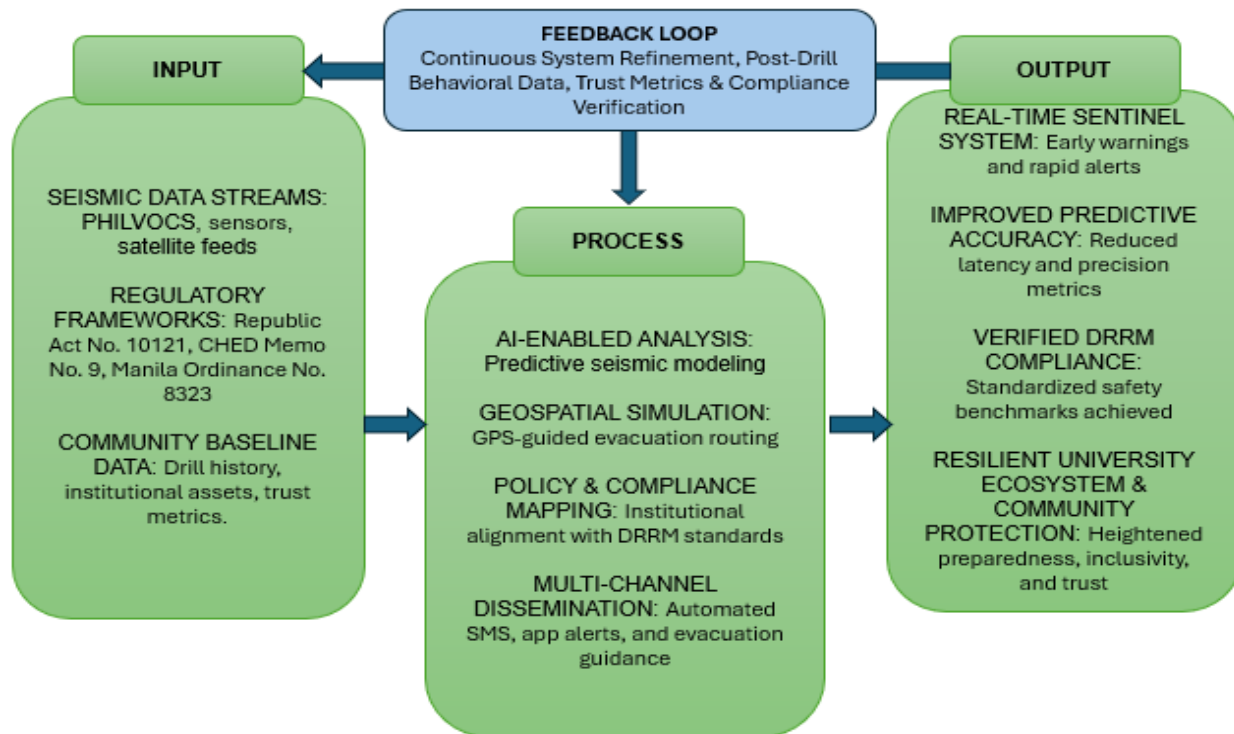 FEEDBACK LOOP
Continuous System Refinement, Post-Drill
Behavioral Data, Trust Metrics & Compliance
Verification
INPUT
SEISMIC DATA STREAMS:
PHILVOCS, sensors,
satellite feeds
REGULATORY
FRAMEWORKS: Republic
Act No. 10121, CHED Memo
No. 9, Manila Ordinance No.
8323
COMMUNITY BASELINE
DATA: Drill history,
institutional assets, trust
metrics.
PROCESS
AI-ENABLED ANALYSIS:
Predictive seismic modeling
GEOSPATIAL SIMULATION:
GPS-guided evacuation routing
POLICY & COMPLIANCE
MAPPING: Institutional
alignment with DRRM standards
MULTI-CHANNEL
DISSEMINATION: Automated
SMS, app alerts, and evacuation
guidance
OUTPUT
REAL-TIME SENTINEL
SYSTEM: Early warnings
and rapid alerts
IMPROVED PREDICTIVE
ACCURACY: Reduced
latency and precision
metrics
VERIFIED DRRM
COMPLIANCE:
Standardized safety
benchmarks achieved
RESILIENT UNIVERSITY
ECOSYSTEM &
COMMUNITY
PROTECTION: Heightened
preparedness, inclusivity,
and trust